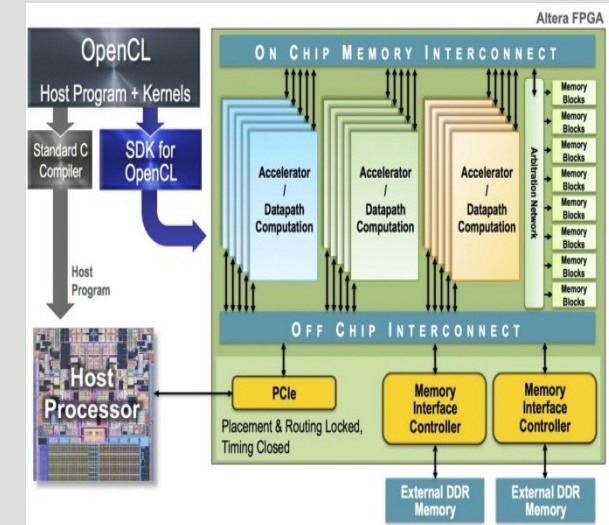 Altera FPGA
OpenCL
Host Program + Kernels
Standard C
Compiler
SDK for
OpenCL
Host
Program
Host
Processor
ON CHIP MEMORY INTERCONNECT
Accelerator
/
Datapath
Computation
Accelerator
/
Datapath
Computation
Accelerator
/
Datapath
Computation
Arbitration Network
Memory
Blocks
Memory
Blocks
Memory
Blocks
Memory
Blocks
Memory
Blocks
Memory
Blocks
Memory
Blocks
Memory
Blocks
OFF CHIP INTERCONNECT
PCIe
Placement & Routing Locked,
Timing Closed
Memory
Interface
Controller
Memory
Interface
Controller
External DDR
Memory
External DDR
Memory